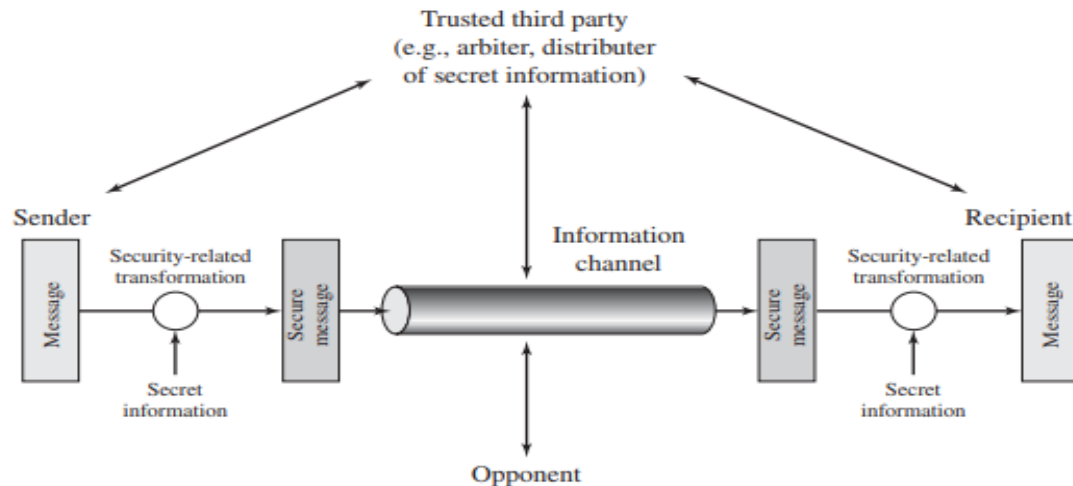 Trusted third party
(e.g., arbiter, distributer
of secret information)
Sender
Recipient
Information
channel
Security-related
transformation
Security-related
transformation
Message
Secure
message
Secure
message
Message
Secret
information
Secret
information
Opponent